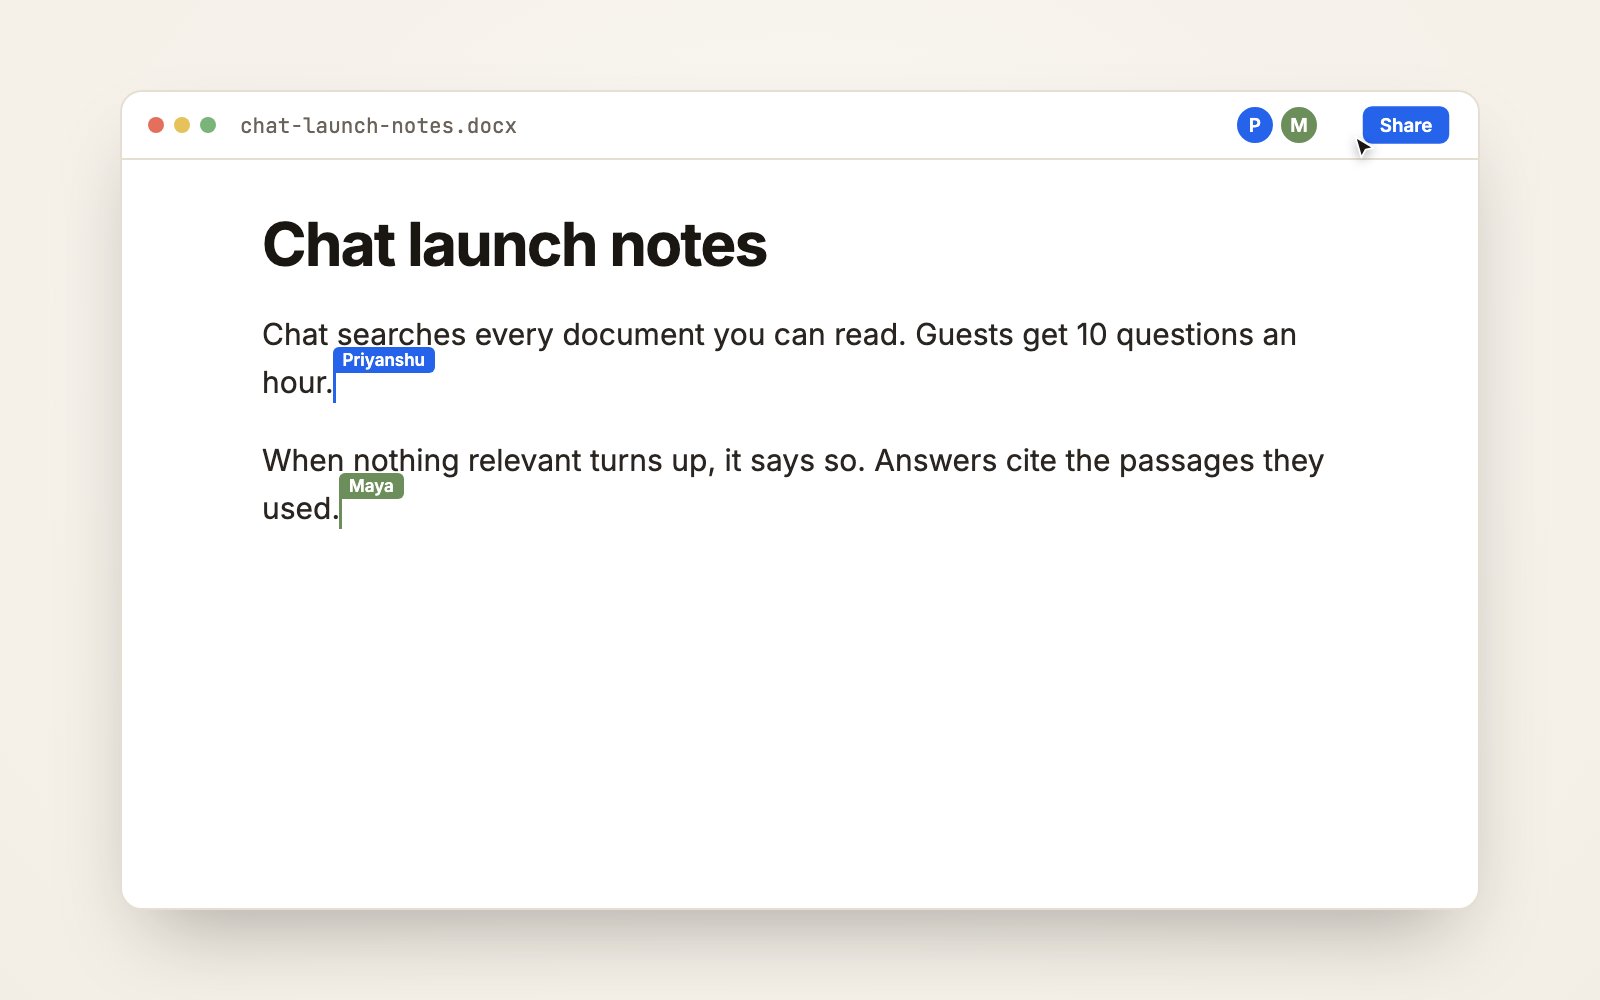 chat-launch-notes.docx
P
M
Share
Chat launch notes
Chat searches every document you can read. Guests get 10 questions an
Priyanshu
hour.
When nothing relevant turns up, it says so. Answers cite the passages they
Maya
used.